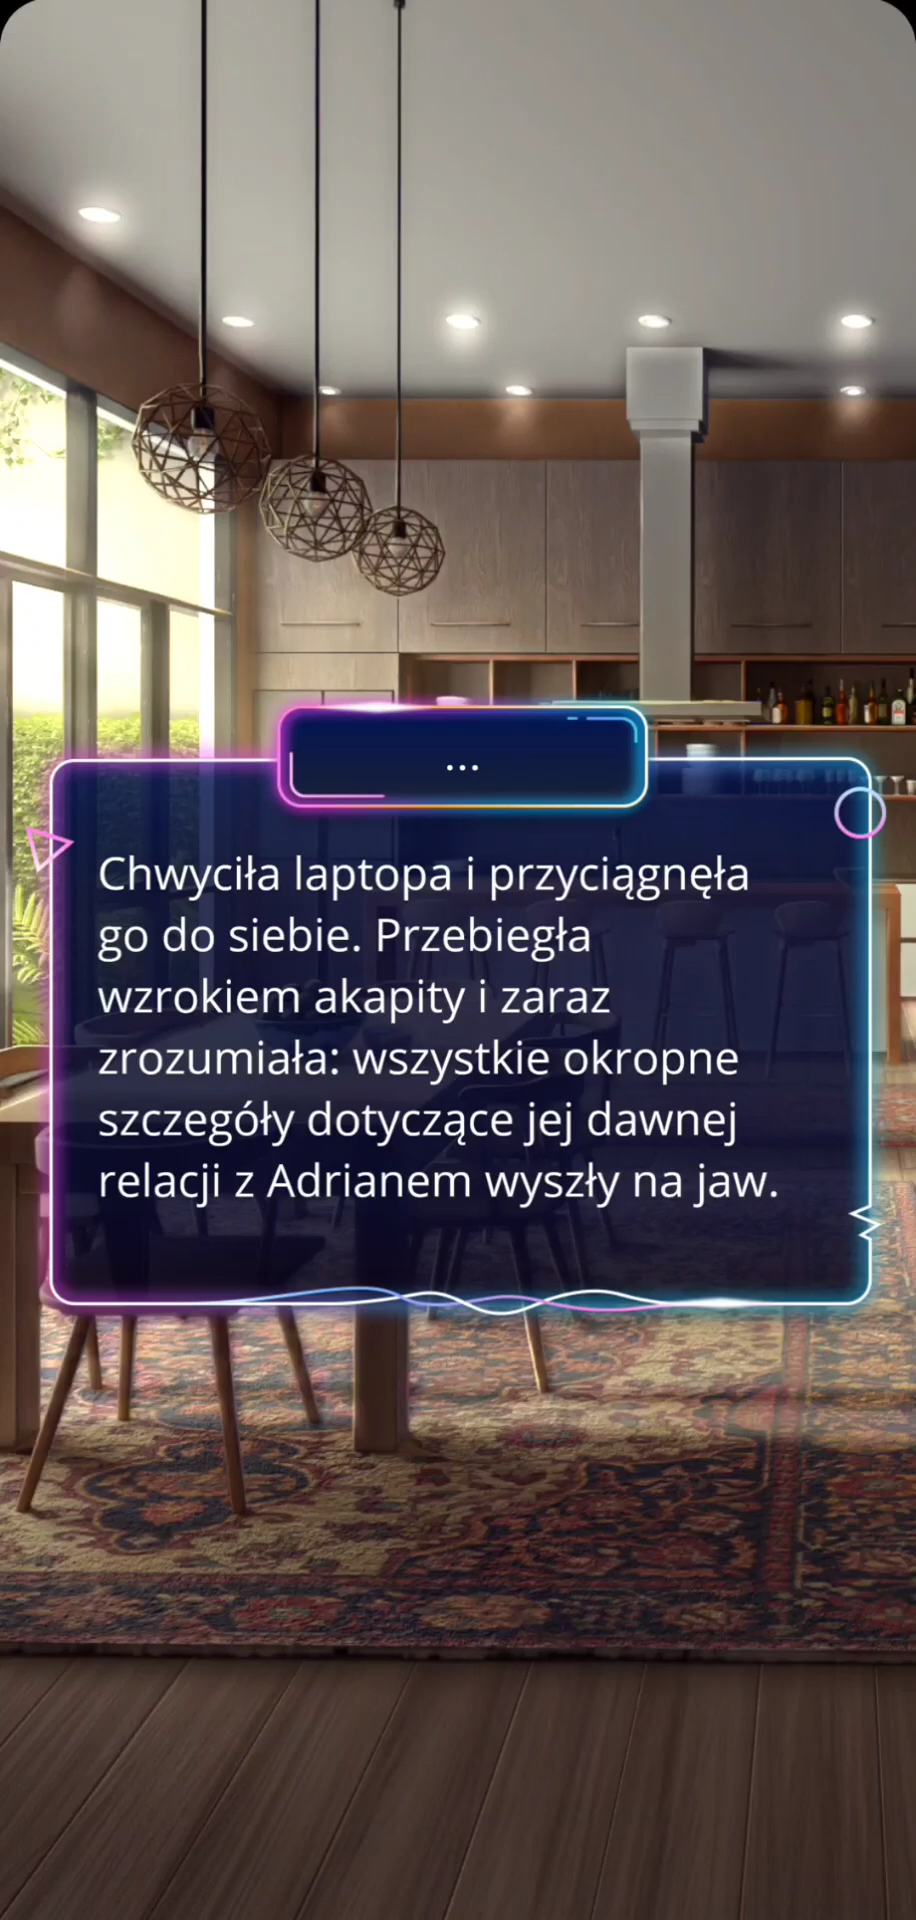 ...
Chwyciła laptopa i przyciągnęła
go do siebie. Przebiegła
wzrokiem akapity i zaraz
zrozumiała: wszystkie okropne
szczegóły dotyczące jej dawnej
relacji z Adrianem wyszły na jaw.